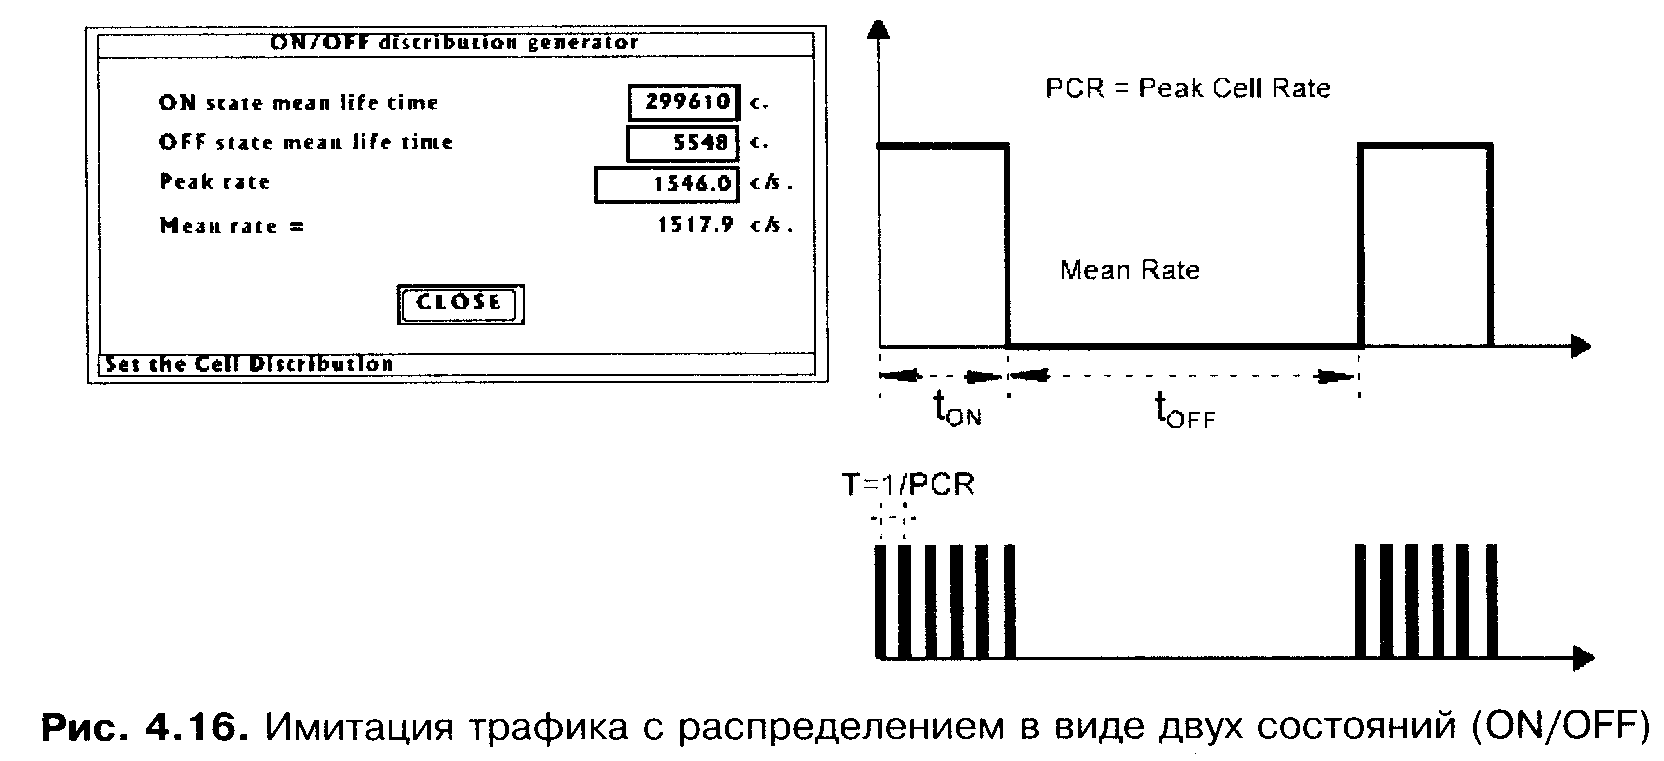 ON/OFF distribution generator
ON state mean life time 299610 c.
OFF state mean life time 5548 c.
Peak rate 1546.0 c/s.
Mean rate = 1517.9 c/s.
CLOSE
Set the Cell Distribution
PCR = Peak Cell Rate
Mean Rate
tON tOFF
T=1/PCR
Рис. 4.16. Имитация трафика с распределением в виде двух состояний (ON/OFF)